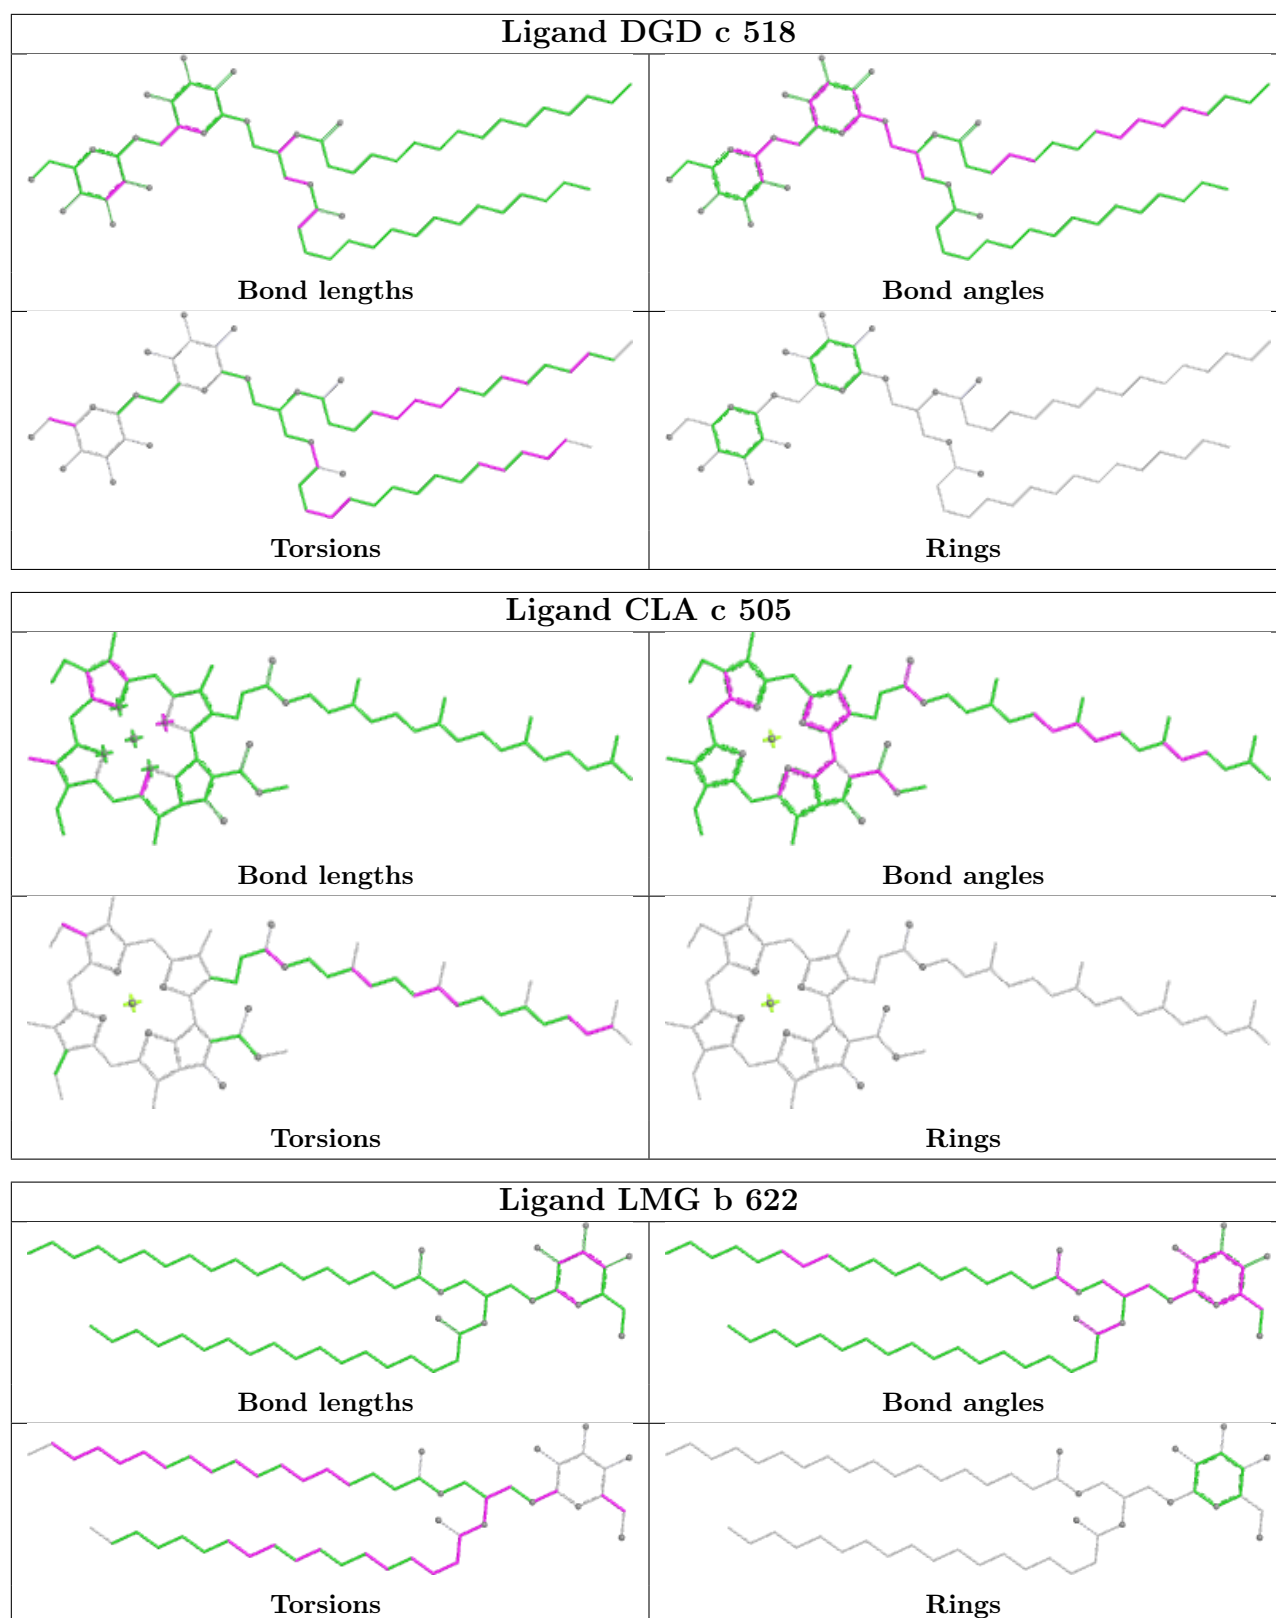 Ligand DGD c 518
Bond lengths
Bond angles
Torsions
Rings
Ligand CLA c 505
Bond lengths
Bond angles
Torsions
Rings
Ligand LMG b 622
Bond lengths
Bond angles
Torsions
Rings